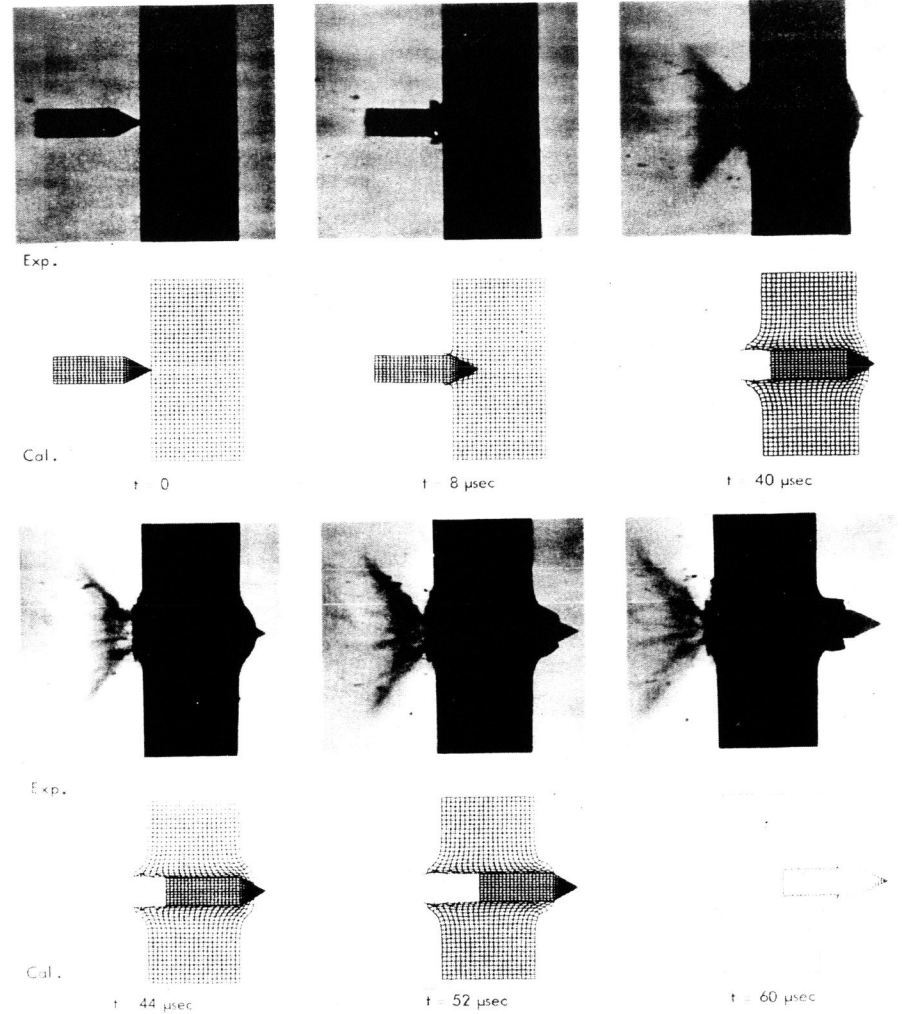 Exp.
Cal.
t = 0
t = 8 μsec
t = 40 μsec
Exp.
Cal.
t 44 μsec
t = 52 μsec
t = 60 μsec